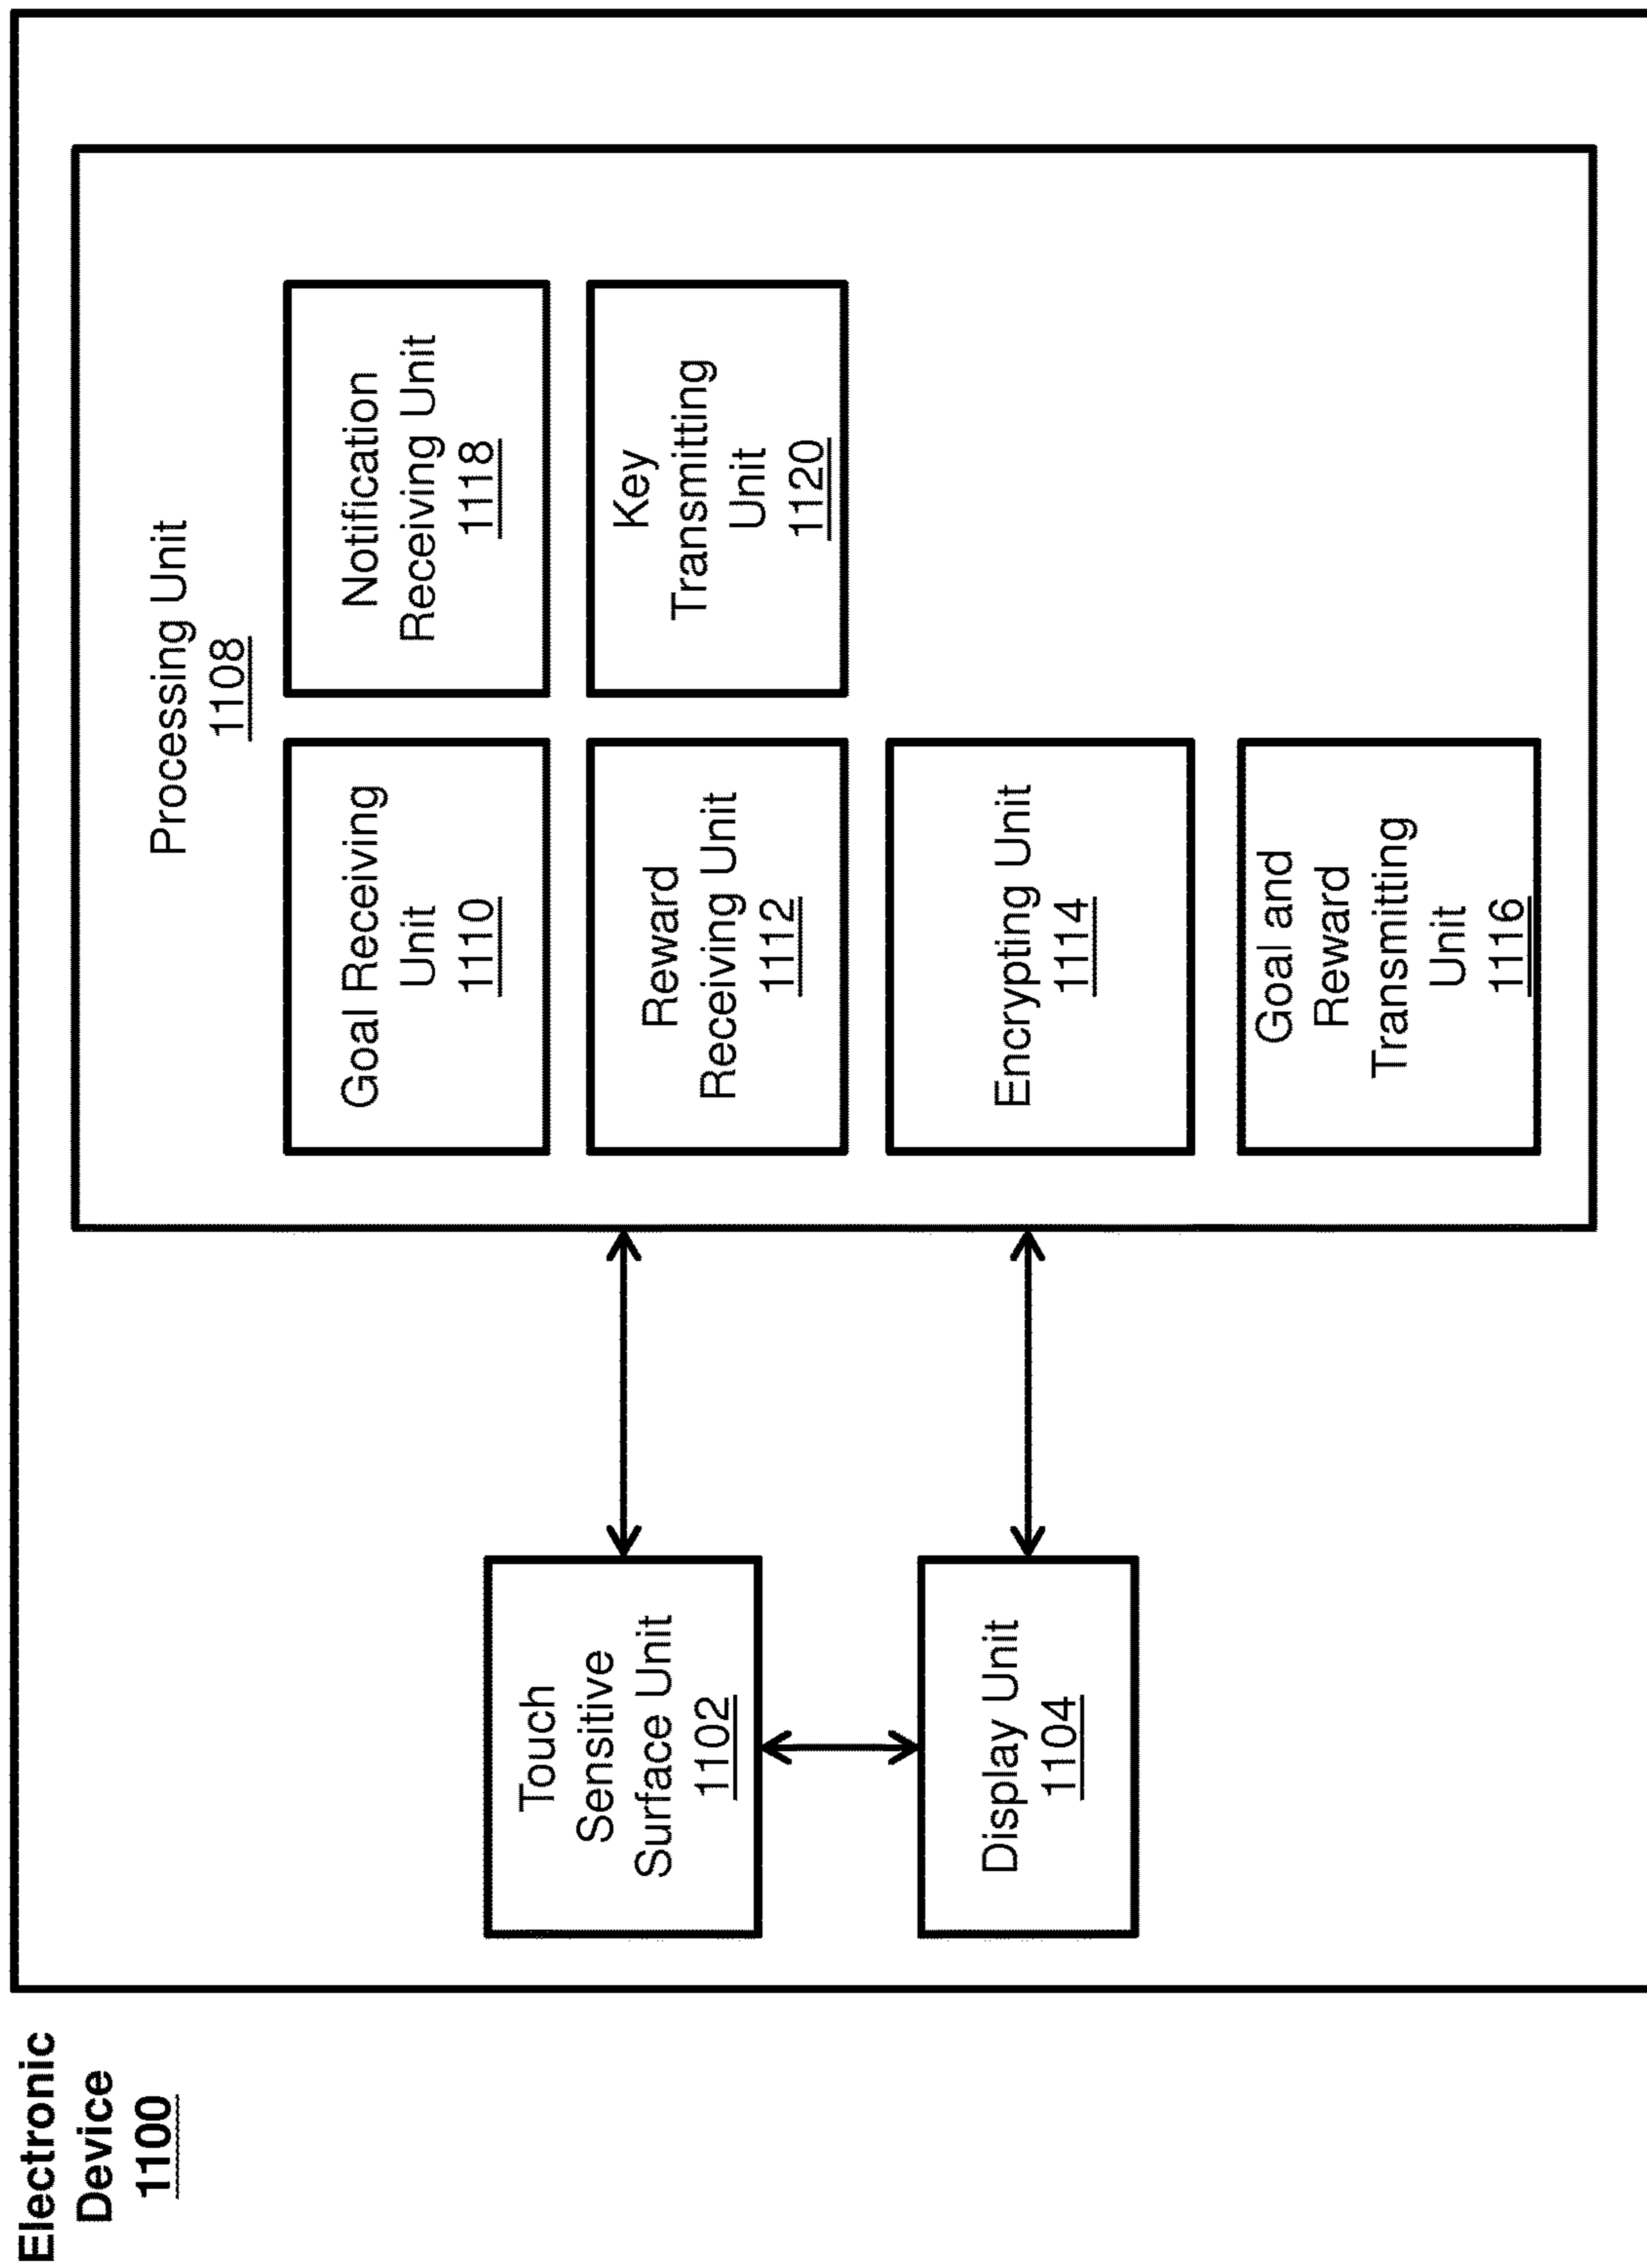 Electronic
Device
1100
Touch
Sensitive
Surface Unit
1102
Display Unit
1104
Processing Unit
1108
Goal Receiving
Unit
1110
Reward
Receiving Unit
1112
Encrypting Unit
1114
Goal and
Reward
Transmitting
Unit
1116
Notification
Receiving Unit
1118
Key
Transmitting
Unit
1120